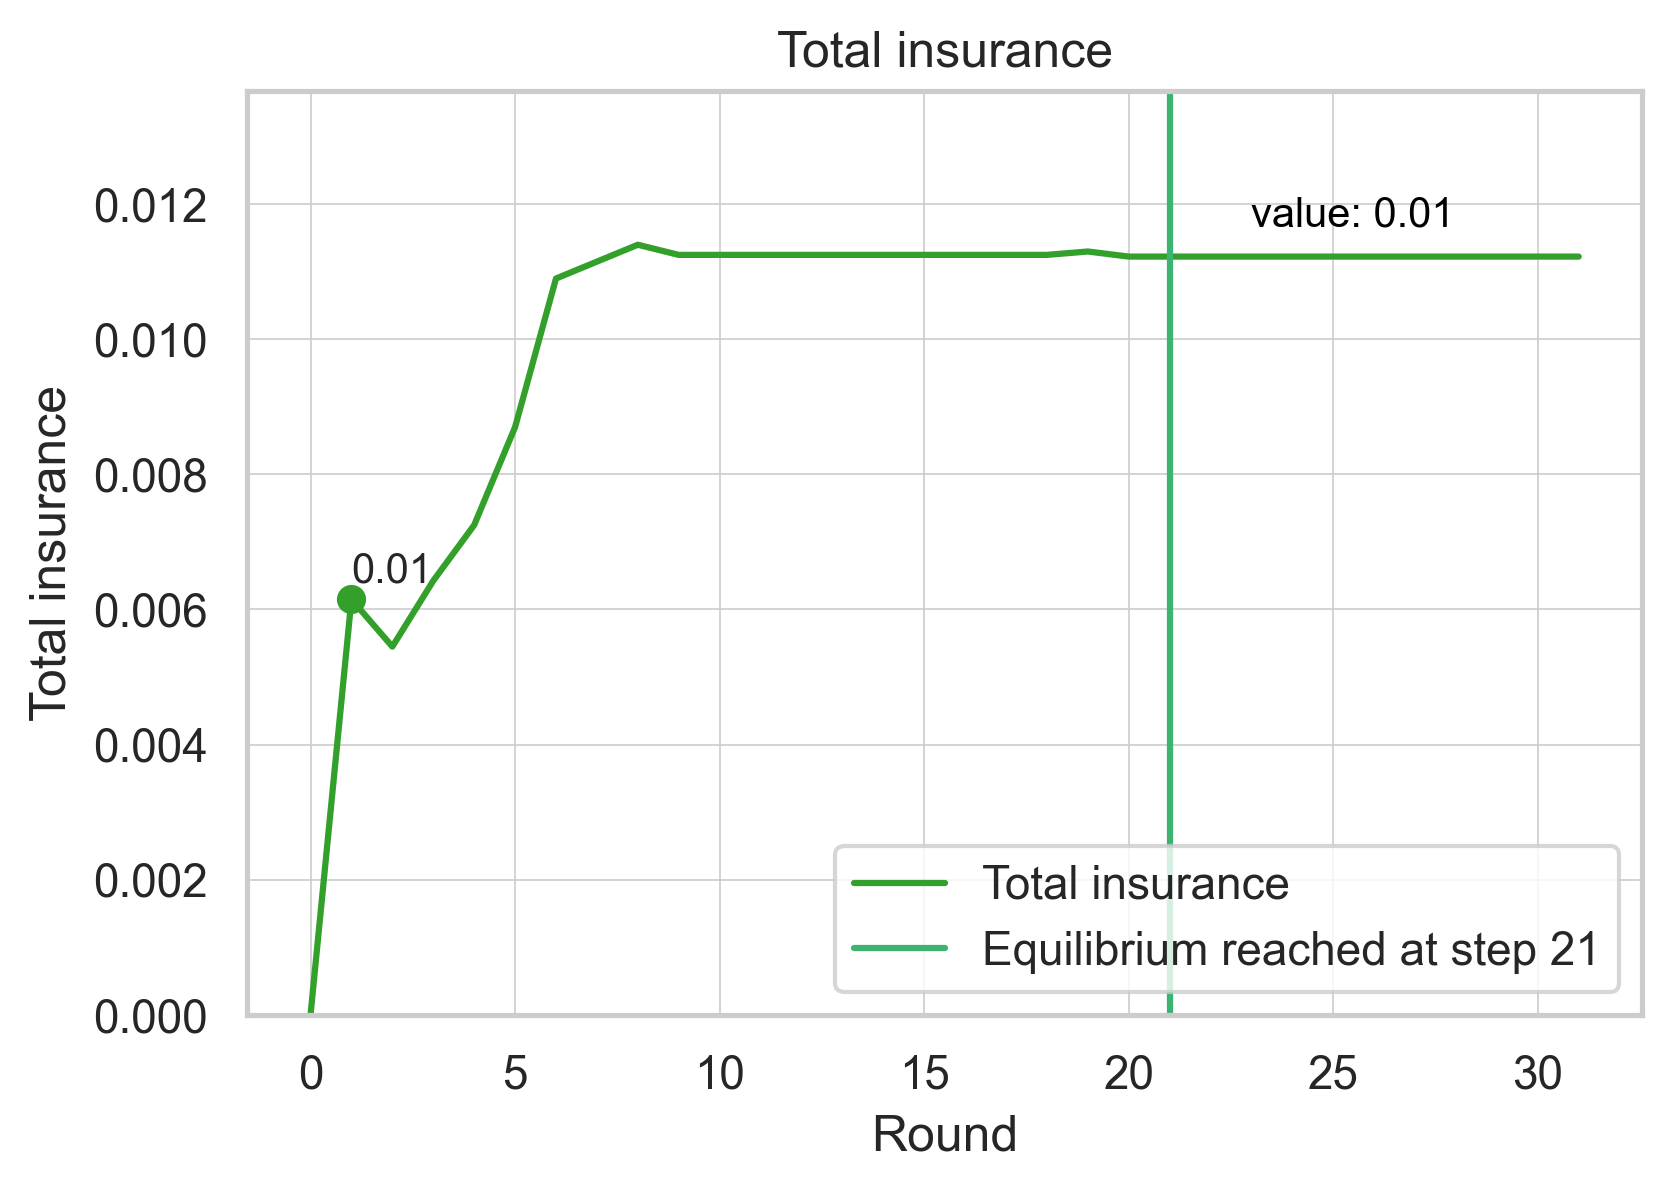 Total insurance
Total insurance
0.012
0.010
0.008
0.006
0.004
0.002
0.000
value: 0.01
0.01
Total insurance
Equilibrium reached at step 21
0 5 10 15 20 25 30
Round